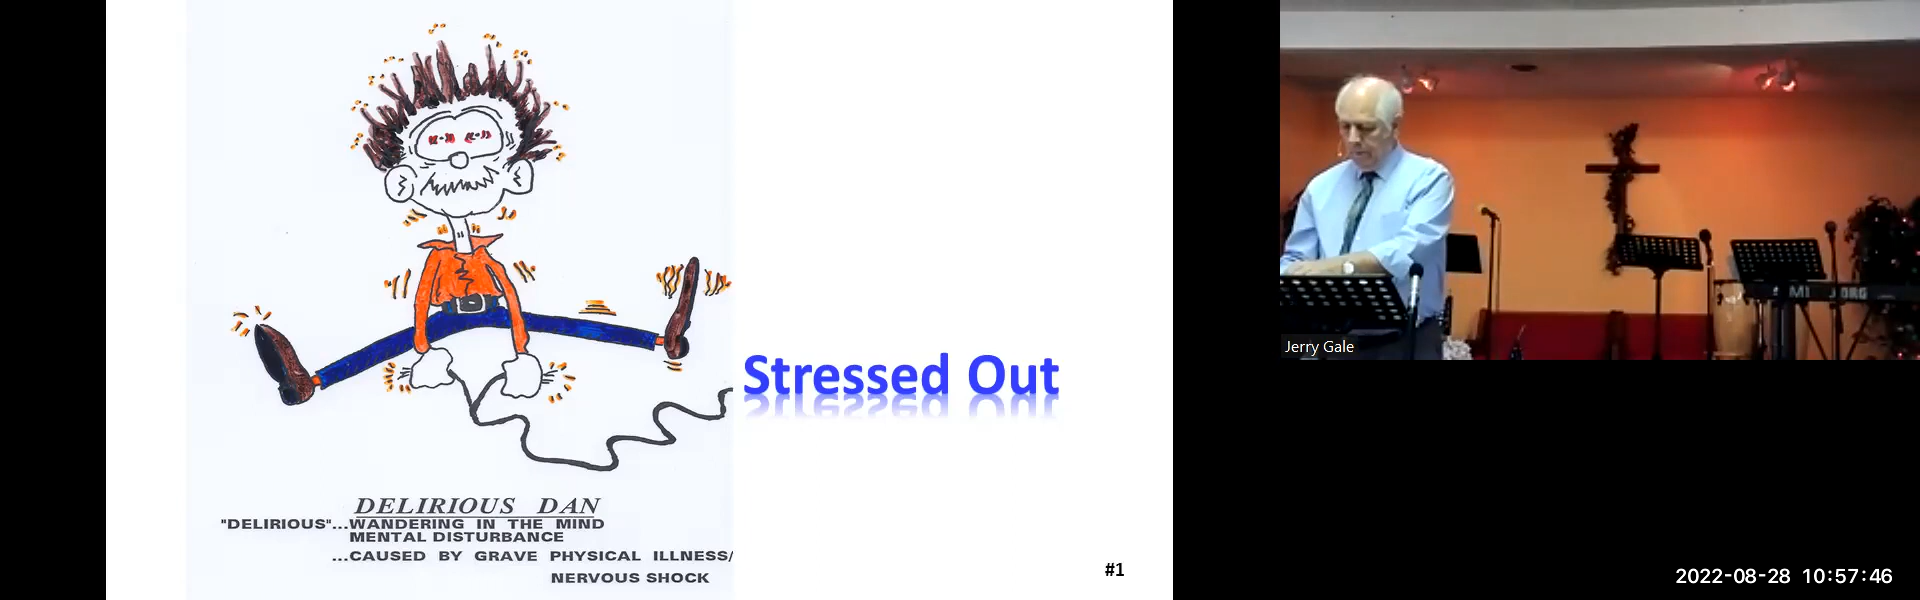 DELIRIOUS DAN
"DELIRIOUS"...WANDERING IN THE MIND
MENTAL DISTURBANCE
...CAUSED BY GRAVE PHYSICAL ILLNESS/
NERVOUS SHOCK
Stressed Out
#1
Jerry Gale
2022-08-28 10:57:46